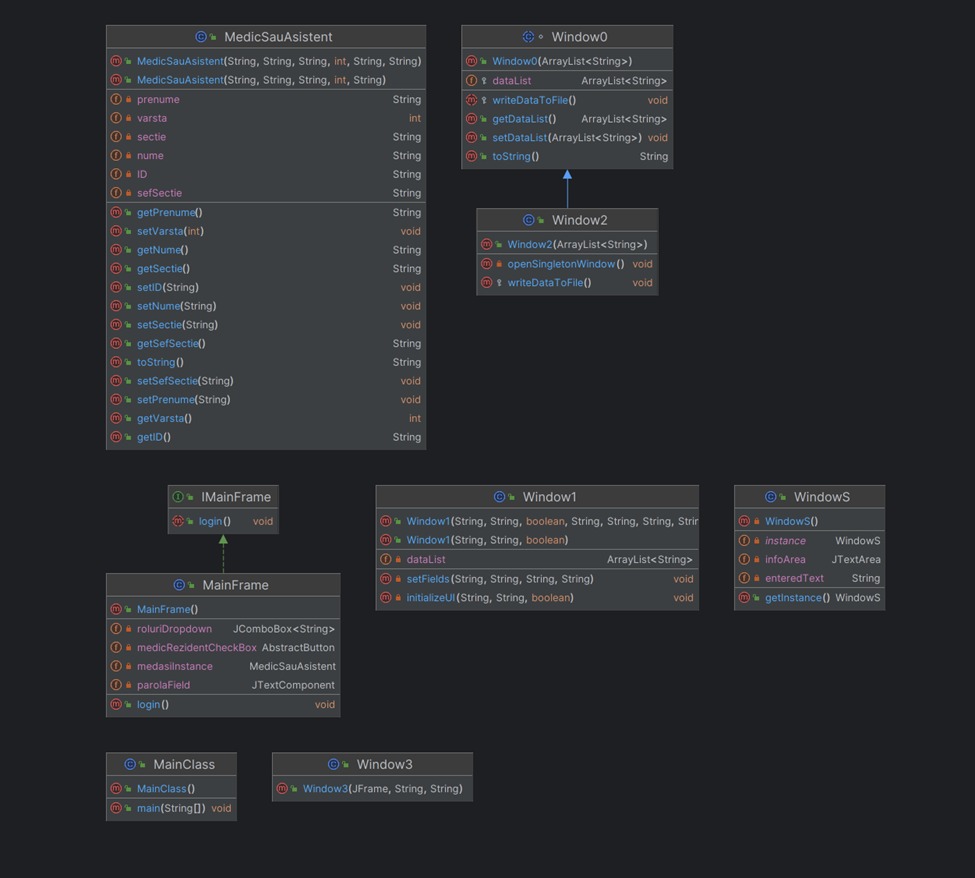 MedicSauAsistent
MedicSauAsistent(String, String, String, int, String, String)
MedicSauAsistent(String, String, String, int, String)
prenume String
varsta int
sectie String
nume String
ID String
sefSectie String
getPrenume() String
setVarsta(int) void
getNume() String
getSectie() String
setID(String) void
setNume(String) void
setSectie(String) void
getSefSectie() String
toString() String
setSefSectie(String) void
setPrenume(String) void
getVarsta() int
getID() String
Window0
Window0(ArrayList<String>)
dataList ArrayList<String>
writeDataToFile() void
getDataList() ArrayList<String>
setDataList(ArrayList<String>) void
toString() String
Window2
Window2(ArrayList<String>)
openSingletonWindow() void
writeDataToFile() void
IMainFrame
login() void
MainFrame
MainFrame()
roluriDropdown JComboBox<String>
medicRezidentCheckBox AbstractButton
medasiInstance MedicSauAsistent
parolaField JTextComponent
login() void
Window1
Window1(String, String, boolean, String, String, String, Strir
Window1(String, String, boolean)
dataList ArrayList<String>
setFields(String, String, String, String) void
initializeUI(String, String, boolean) void
WindowS
WindowS()
instance WindowS
infoArea JTextArea
enteredText String
getInstance() WindowS
MainClass
MainClass()
main(String[]) void
Window3
Window3(JFrame, String, String)